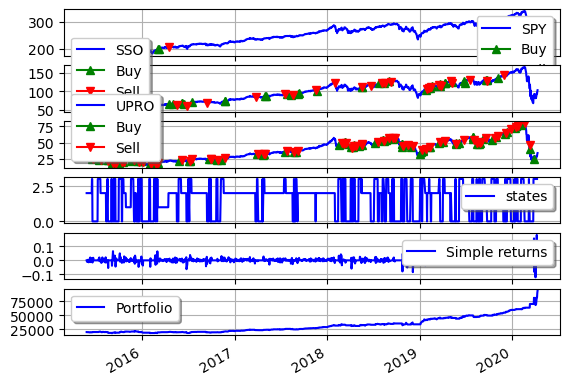 300
200
SPY
Buy
SSO
Buy
Sell
150
100
50
UPRO
Buy
Sell
75
50
25
2.5
0.0
states
0.1
0.0
−0.1
Simple returns
75000
50000
25000
Portfolio
2016 2017 2018 2019 2020